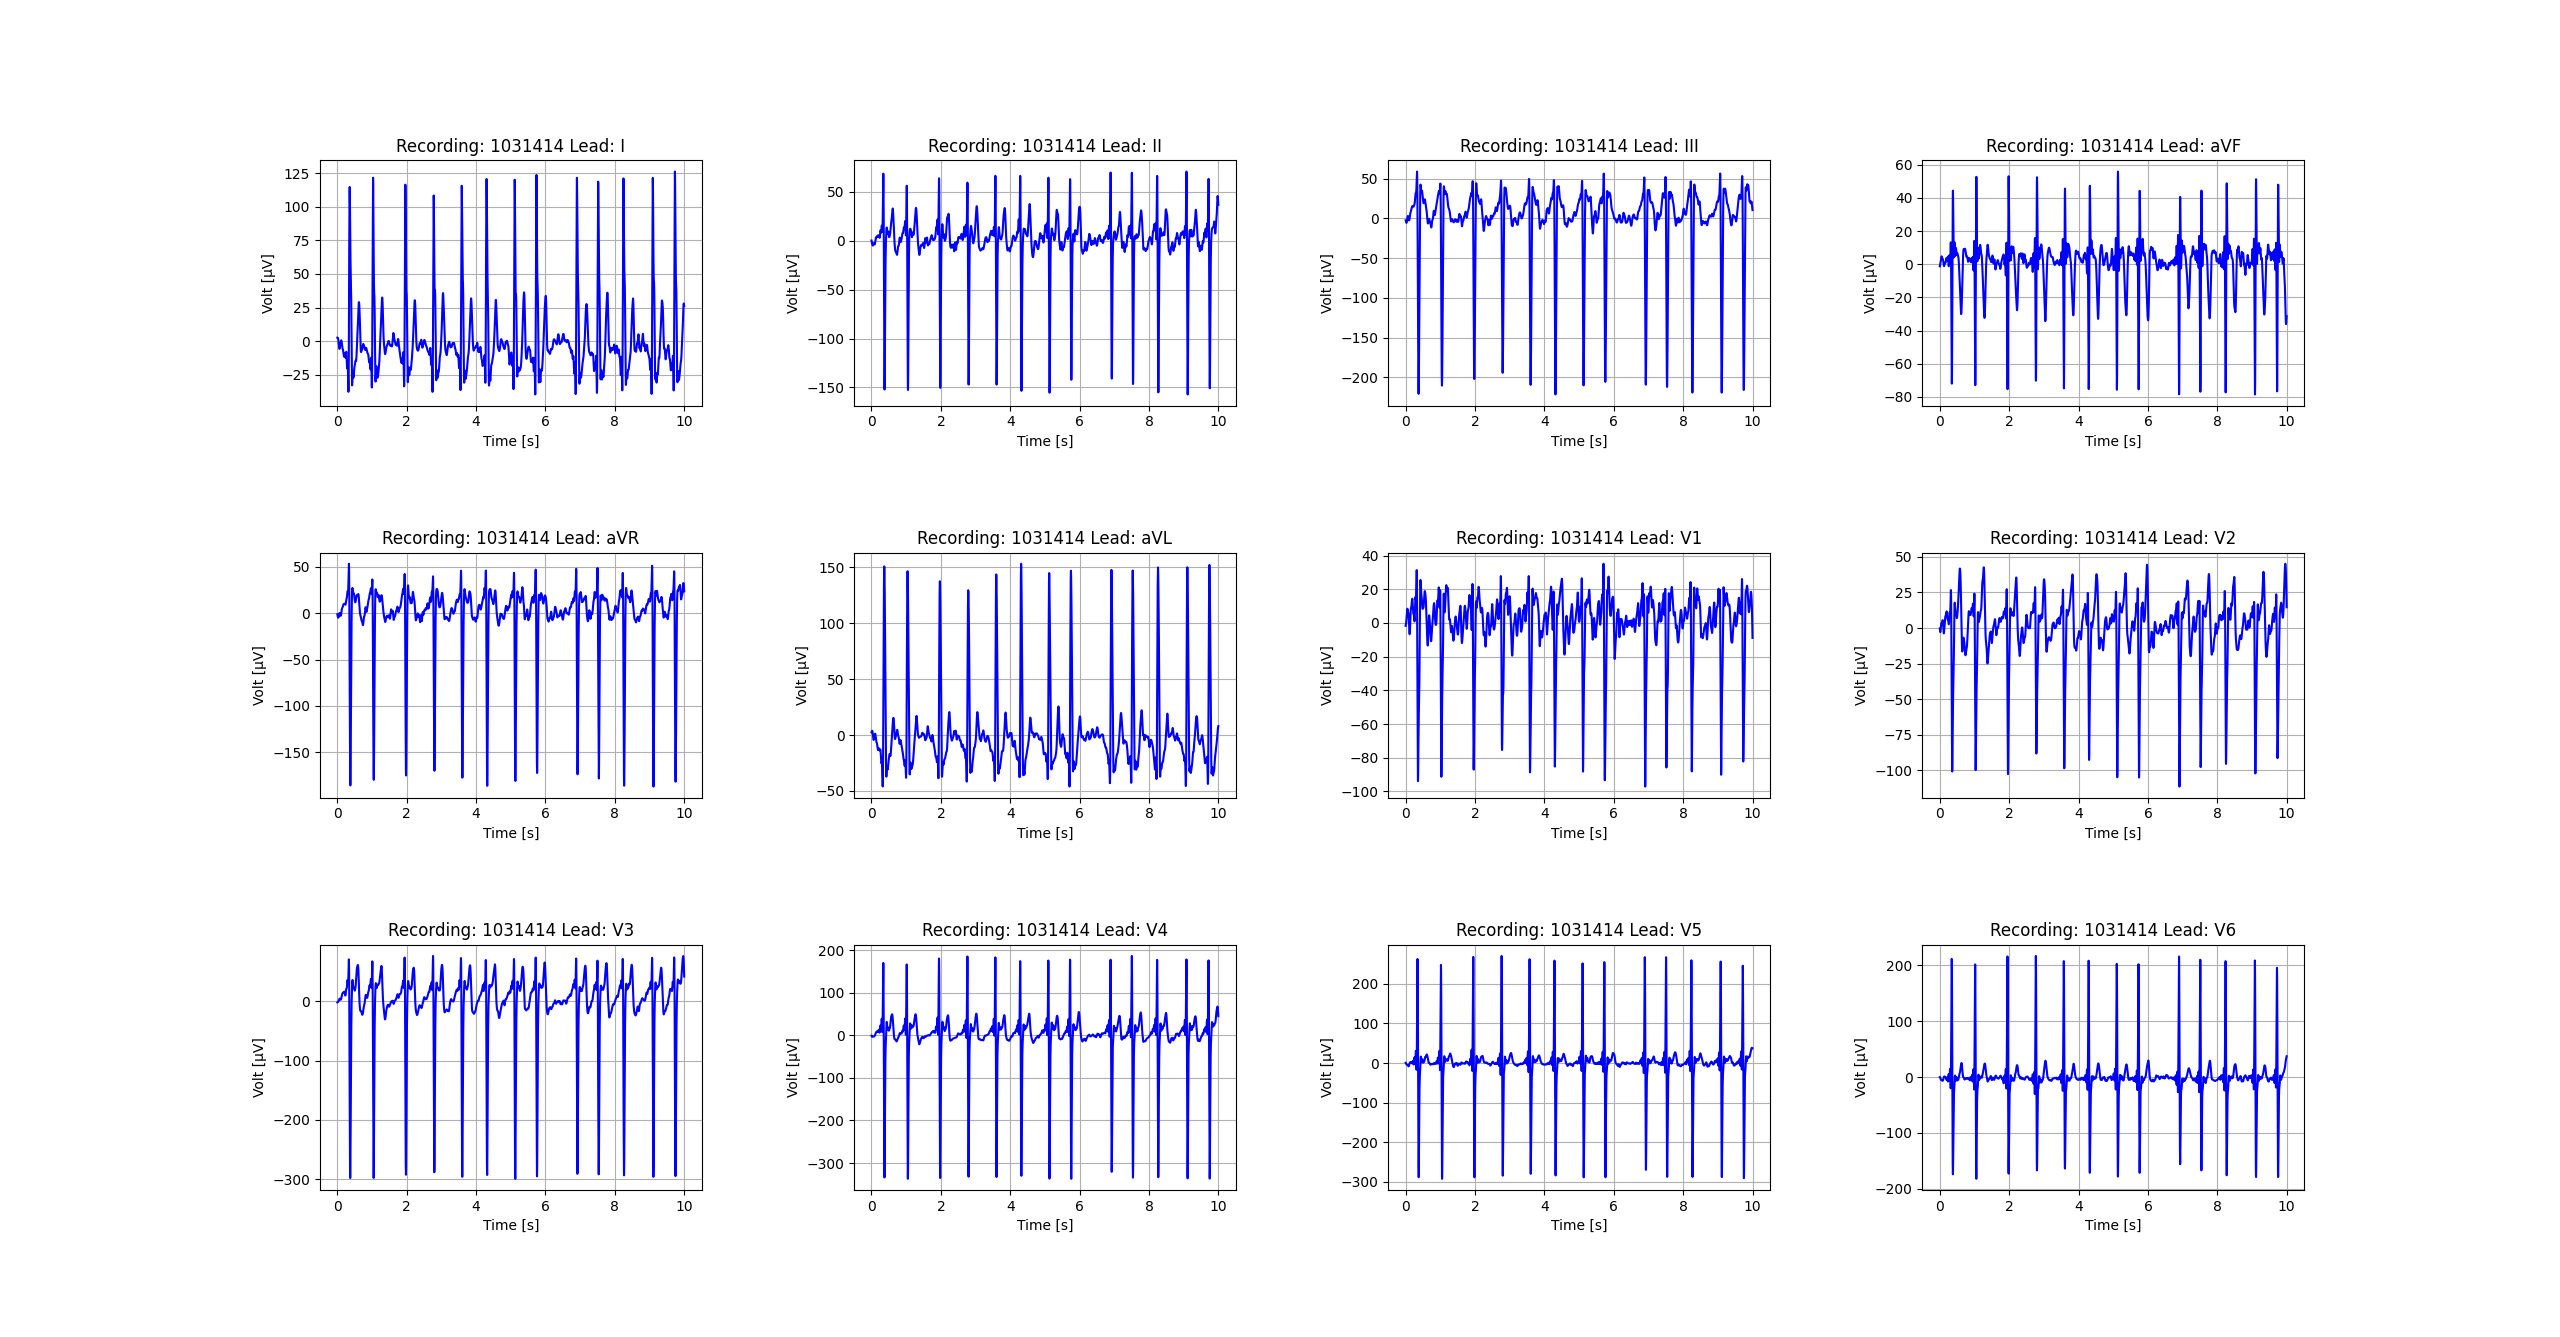 Recording: 1031414 Lead: I
125
100
75
50
25
0
−25
Volt [µV]
0 2 4 6 8 10
Time [s]
Recording: 1031414 Lead: II
50
0
−50
−100
−150
Volt [µV]
0 2 4 6 8 10
Time [s]
Recording: 1031414 Lead: III
50
0
−50
−100
−150
−200
Volt [µV]
0 2 4 6 8 10
Time [s]
Recording: 1031414 Lead: aVF
60
40
20
0
−20
−40
−60
−80
Volt [µV]
0 2 4 6 8 10
Time [s]
Recording: 1031414 Lead: aVR
50
0
−50
−100
−150
Volt [µV]
0 2 4 6 8 10
Time [s]
Recording: 1031414 Lead: aVL
150
100
50
0
−50
Volt [µV]
0 2 4 6 8 10
Time [s]
Recording: 1031414 Lead: V1
40
20
0
−20
−40
−60
−80
−100
Volt [µV]
0 2 4 6 8 10
Time [s]
Recording: 1031414 Lead: V2
50
25
0
−25
−50
−75
−100
Volt [µV]
0 2 4 6 8 10
Time [s]
Recording: 1031414 Lead: V3
0
−100
−200
−300
Volt [µV]
0 2 4 6 8 10
Time [s]
Recording: 1031414 Lead: V4
200
100
0
−100
−200
−300
Volt [µV]
0 2 4 6 8 10
Time [s]
Recording: 1031414 Lead: V5
200
100
0
−100
−200
−300
Volt [µV]
0 2 4 6 8 10
Time [s]
Recording: 1031414 Lead: V6
200
100
0
−100
−200
Volt [µV]
0 2 4 6 8 10
Time [s]